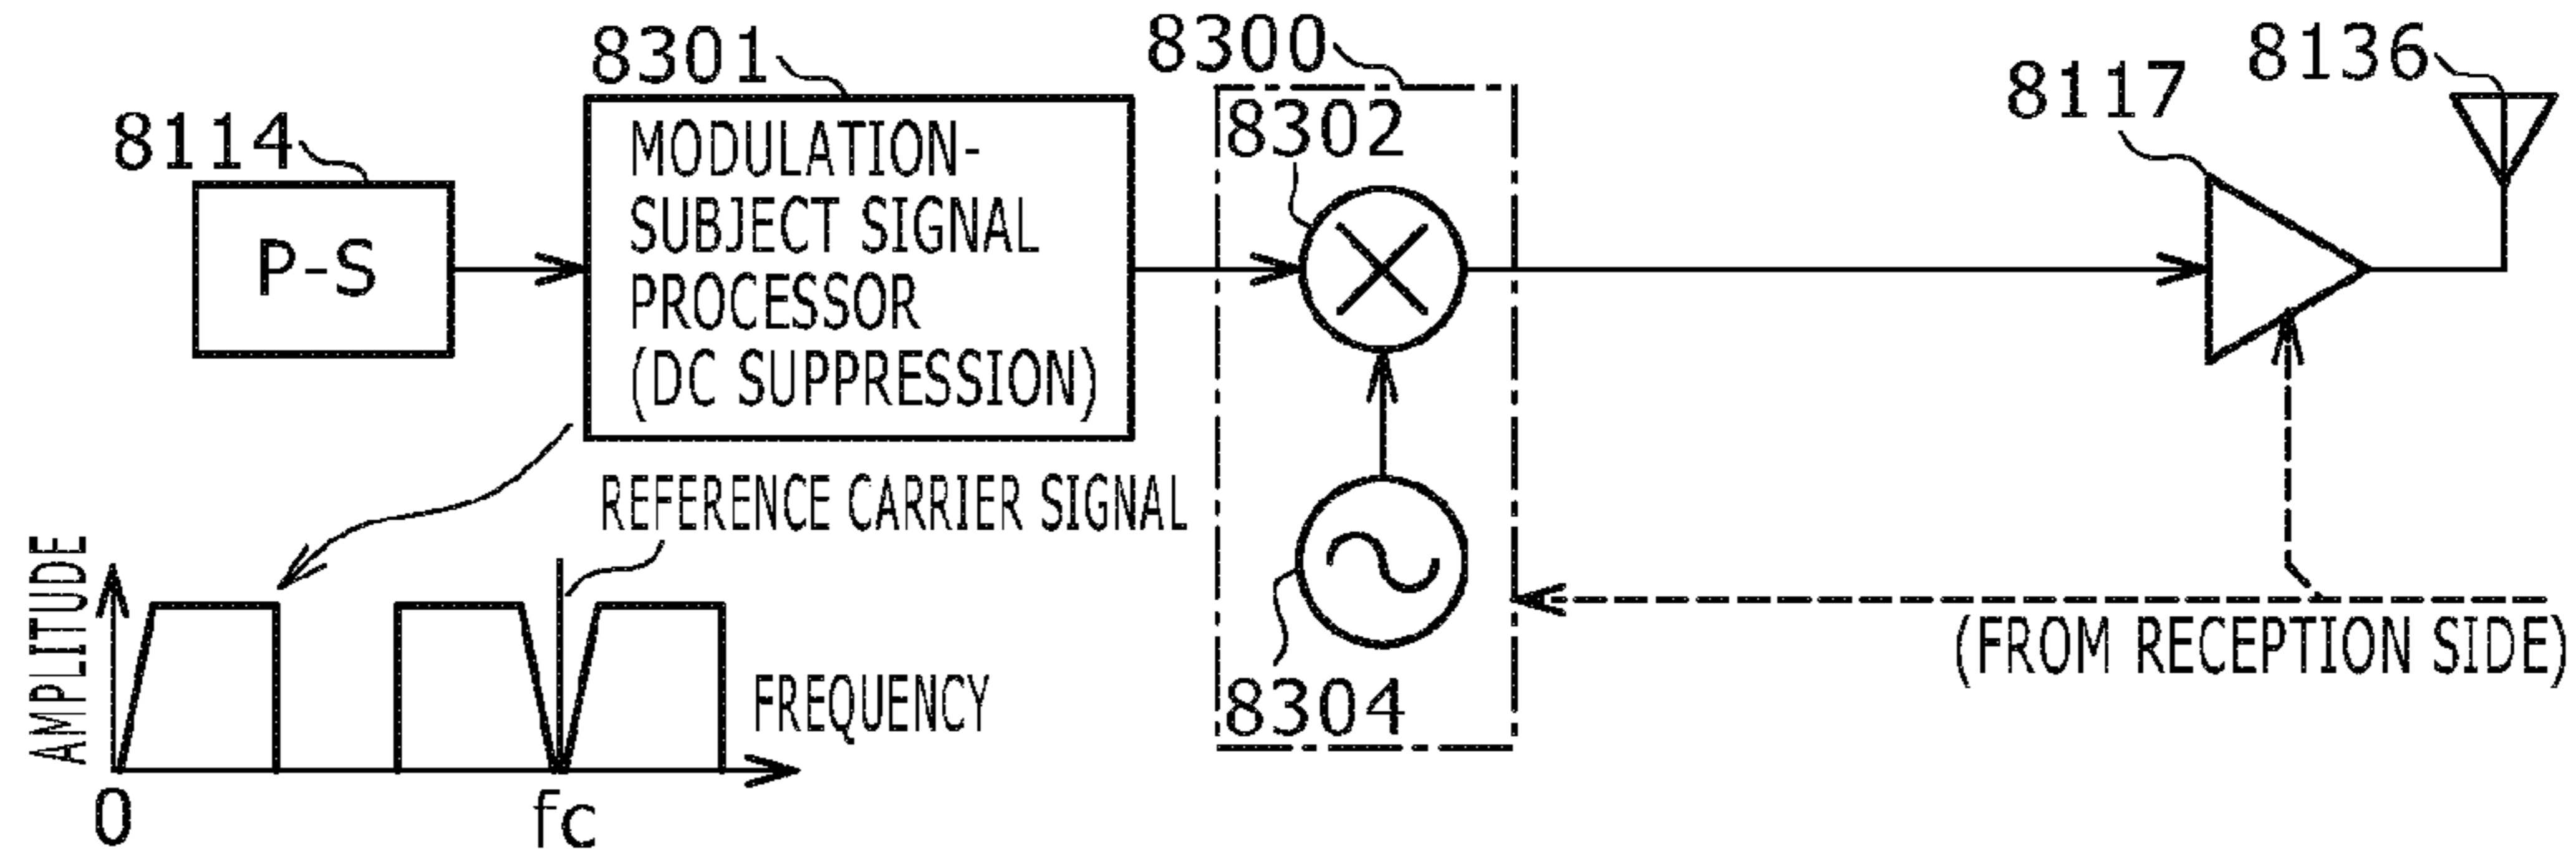 8301
8300
8136
8117
8114
8302
MODULATION-
SUBJECT SIGNAL
PROCESSOR
(DC SUPPRESSION)
P-S
REFERENCE CARRIER SIGNAL
AMPLITUDE
(FROM RECEPTION SIDE)
FREQUENCY
8304
0
fc